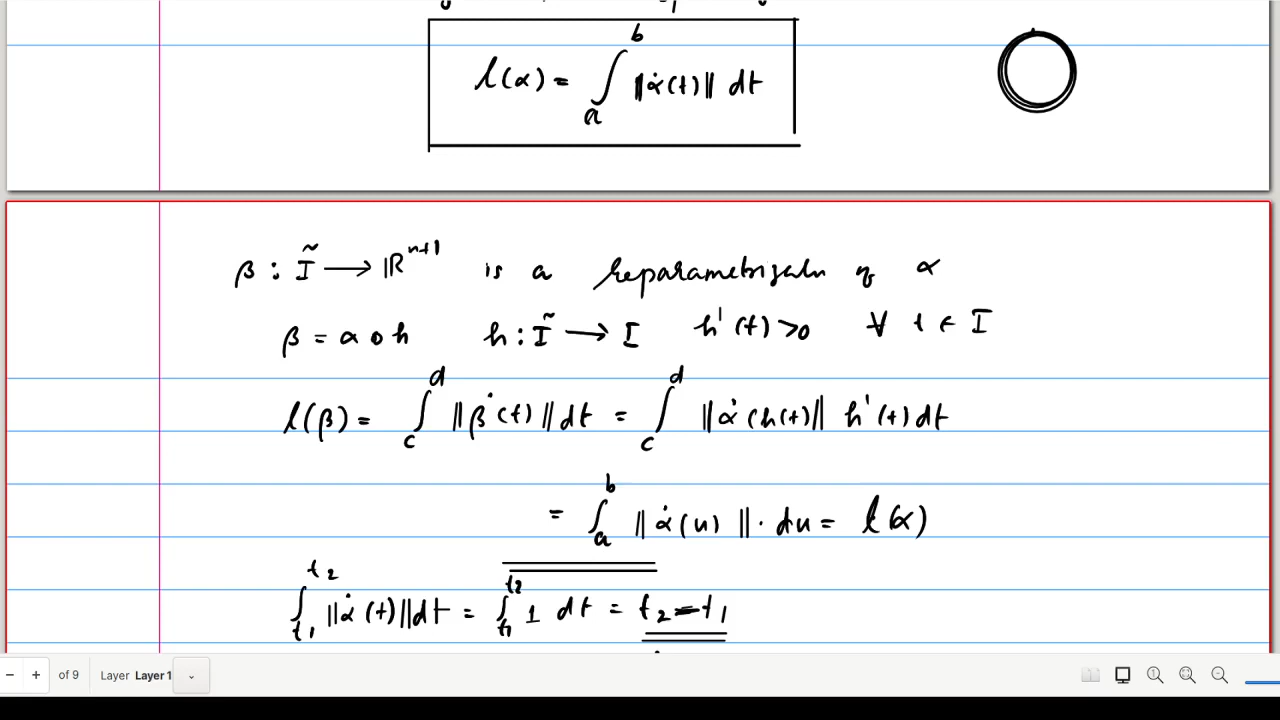 l(α) = ∫_a^b ‖α̇(t)‖ dt
β : Ĩ → ℝ^{n+1} is a reparametrizatn of α
β = α ∘ h h : Ĩ → I h'(t) >0 ∀ t ∈ I
l(β) = ∫_c^d ‖β̇(t)‖ dt = ∫_c^d ‖α̇(h(t)‖ h'(t) dt
= ∫_a^b ‖α̇(u)‖ · du = l(α)
∫_{t_1}^{t_2} ‖α̇(t)‖dt = ∫_{t_1}^{t_2} 1 dt = t_2 - t_1
− + of 9 Layer Layer 1